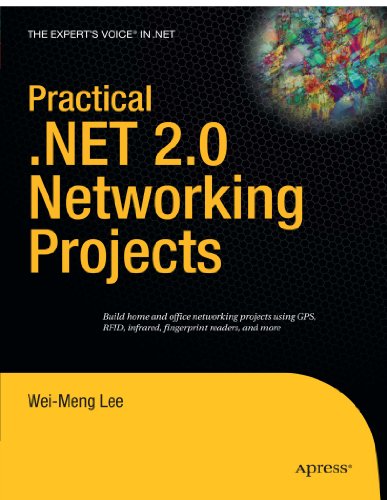 THE EXPERT'S VOICE® IN .NET
Practical
.NET 2.0
Networking
Projects
Build home and office networking projects using GPS,
RFID, infrared, fingerprint readers, and more
Wei-Meng Lee
Apress®